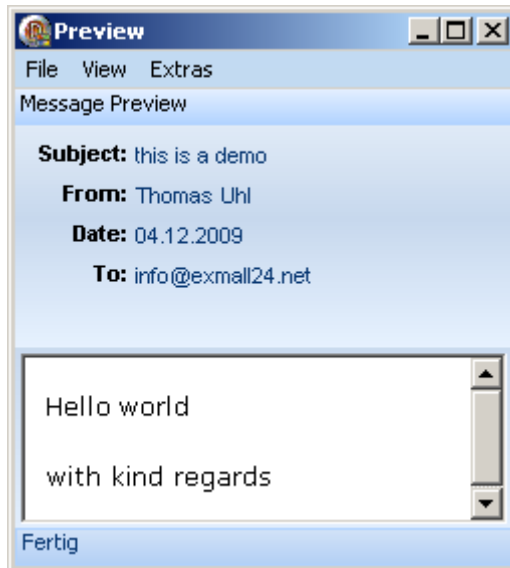 Preview
File View Extras
Message Preview
Subject: this is a demo
From: Thomas Uhl
Date: 04.12.2009
To: info@exmall24.net
Hello world
with kind regards
Fertig